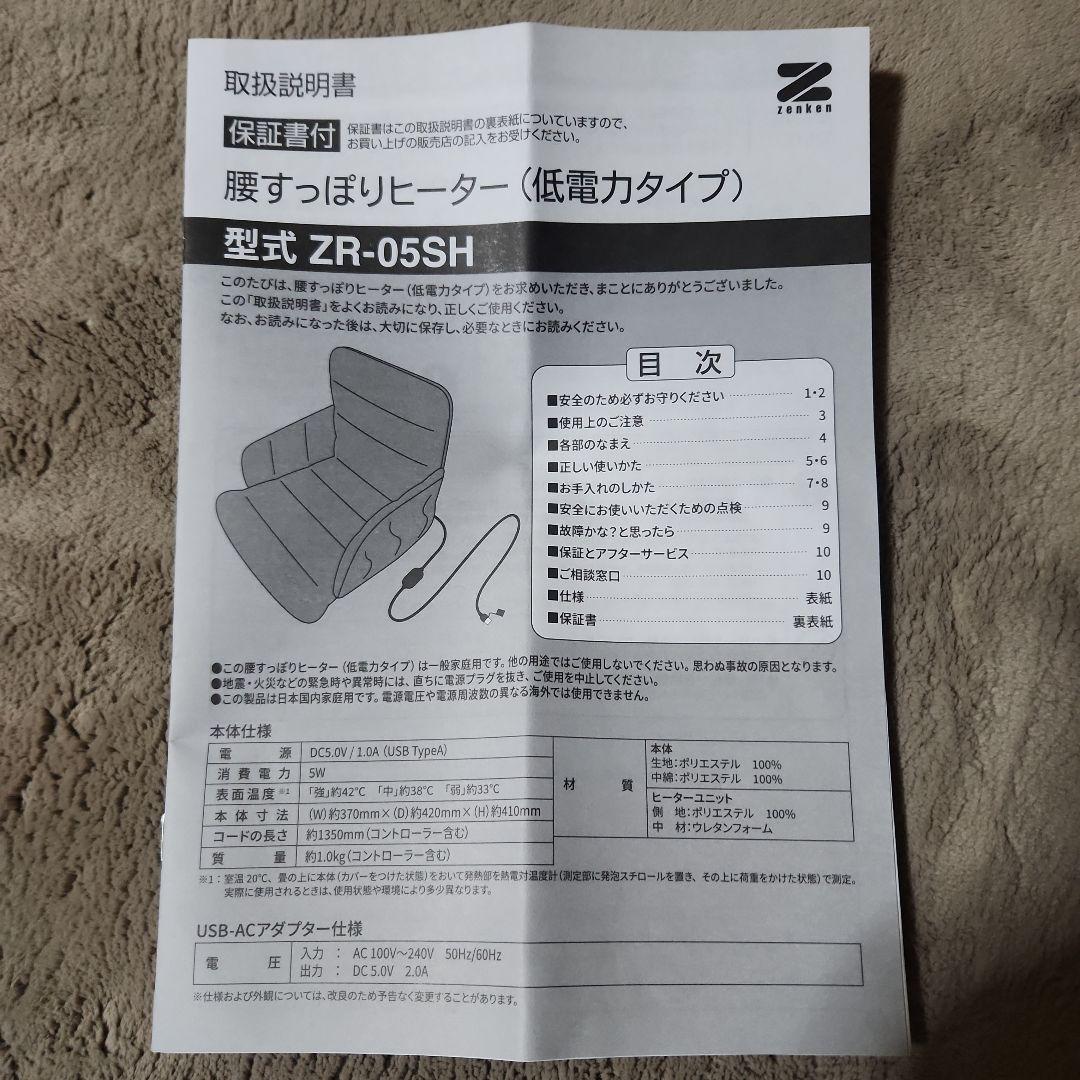 取扱説明書
zenken
保証書付
保証書はこの取扱説明書の裏表紙についていますので、
お買い上げの販売店の記入をお受けください。
腰すっぽりヒーター（低電力タイプ）
型式 ZR-05SH
このたびは、腰すっぽりヒーター（低電力タイプ）をお求めいただき、まことにありがとうございました。
この「取扱説明書」をよくお読みになり、正しくご使用ください。
なお、お読みになった後は、大切に保存し、必要なときにお読みください。
目 次
■安全のため必ずお守りください 1・2
■使用上のご注意 3
■各部のなまえ 4
■正しい使いかた 5・6
■お手入れのしかた 7・8
■安全にお使いいただくための点検 9
■故障かな?と思ったら 9
■保証とアフターサービス 10
■ご相談窓口 10
■仕様 表紙
■保証書 裏表紙
●この腰すっぽりヒーター（低電力タイプ）は一般家庭用です。他の用途ではご使用しないでください。思わぬ事故の原因となります。
●地震・火災などの緊急時や異常時には、直ちに電源プラグを抜き、ご使用を中止してください。
●この製品は日本国内家庭用です。電源電圧や電源周波数の異なる海外では使用できません。
本体仕様
電源 DC5.0V / 1.0A（USB TypeA）
消費電力 5W
表面温度※1 「強」約42℃ 「中」約38℃ 「弱」約33℃
本体寸法 （W）約370mm×（D）約420mm×（H）約410mm
コードの長さ 約1350mm（コントローラー含む）
質量 約1.0kg（コントローラー含む）
材質
本体
生地:ポリエステル 100%
中綿:ポリエステル 100%
ヒーターユニット
側 地:ポリエステル 100%
中 材:ウレタンフォーム
※1：室温 20℃、畳の上に本体（カバーをつけた状態）をおいて発熱部を熱電対温度計（測定部に発泡スチロールを置き、その上に荷重をかけた状態）で測定。
実際に使用されるときは、使用状態や環境により多少異なります。
USB-ACアダプター仕様
電圧
入力 ： AC 100V～240V 50Hz/60Hz
出力 ： DC 5.0V 2.0A
※仕様および外観については、改良のため予告なく変更することがあります。